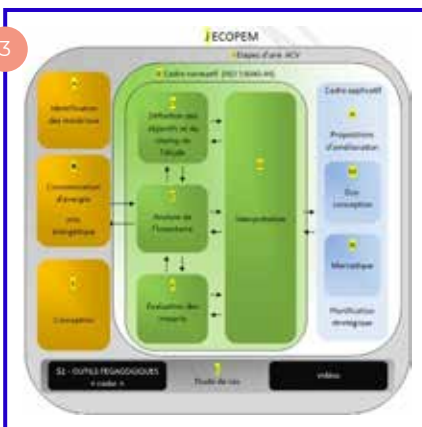 3
ECOPEM
Etapes d'une ACV
Cadre normatif (ISO 14040-44)
Identification
des matériaux
Consommation
d'énergie
mix
énergétique
Conception
Définition des
objectifs et du
champ de
l'étude
Analyse de
l'inventaire
Evaluation des
impacts
Interprétation
Cadre applicatif
Propositions
d'amélioration
Eco
conception
Mercatique
Planification
stratégique
S2 - OUTILS PEDAGOGIQUES
Etude de cas
vidéos